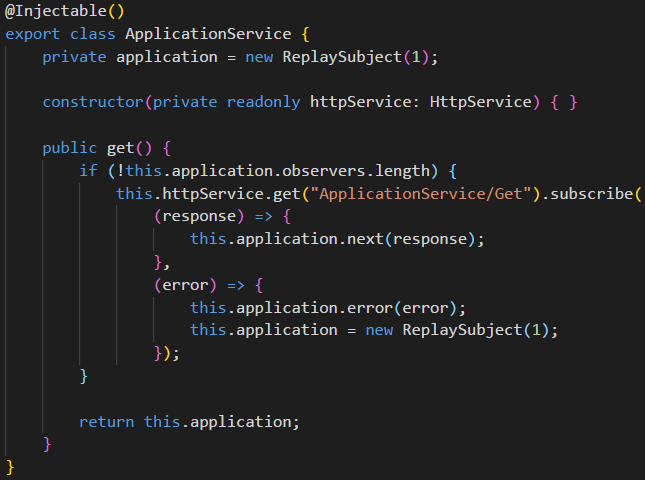 @Injectable()
export class ApplicationService {
private application = new ReplaySubject(1);
constructor(private readonly httpService: HttpService) { }
public get() {
if (!this.application.observers.length) {
this.httpService.get("ApplicationService/Get").subscribe(
(response) => {
this.application.next(response);
},
(error) => {
this.application.error(error);
this.application = new ReplaySubject(1);
});
}
return this.application;
}
}